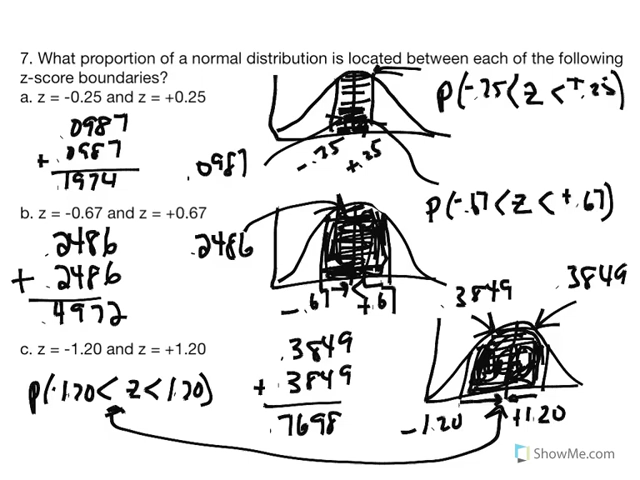 7. What proportion of a normal distribution is located between each of the following
z-score boundaries?
a. z = -0.25 and z = +0.25
P(-.25 < Z < +.25)
.0987
+ .0987
.1974
.0987
-.25
+.25
P(-.67 < Z < +.67)
b. z = -0.67 and z = +0.67
.2486
+ .2486
.4972
.2486
-.67
+.67
.3849
.3849
c. z = -1.20 and z = +1.20
P(-1.20 < Z < 1.20)
.3849
+ .3849
.7698
-1.20
+1.20
ShowMe.com